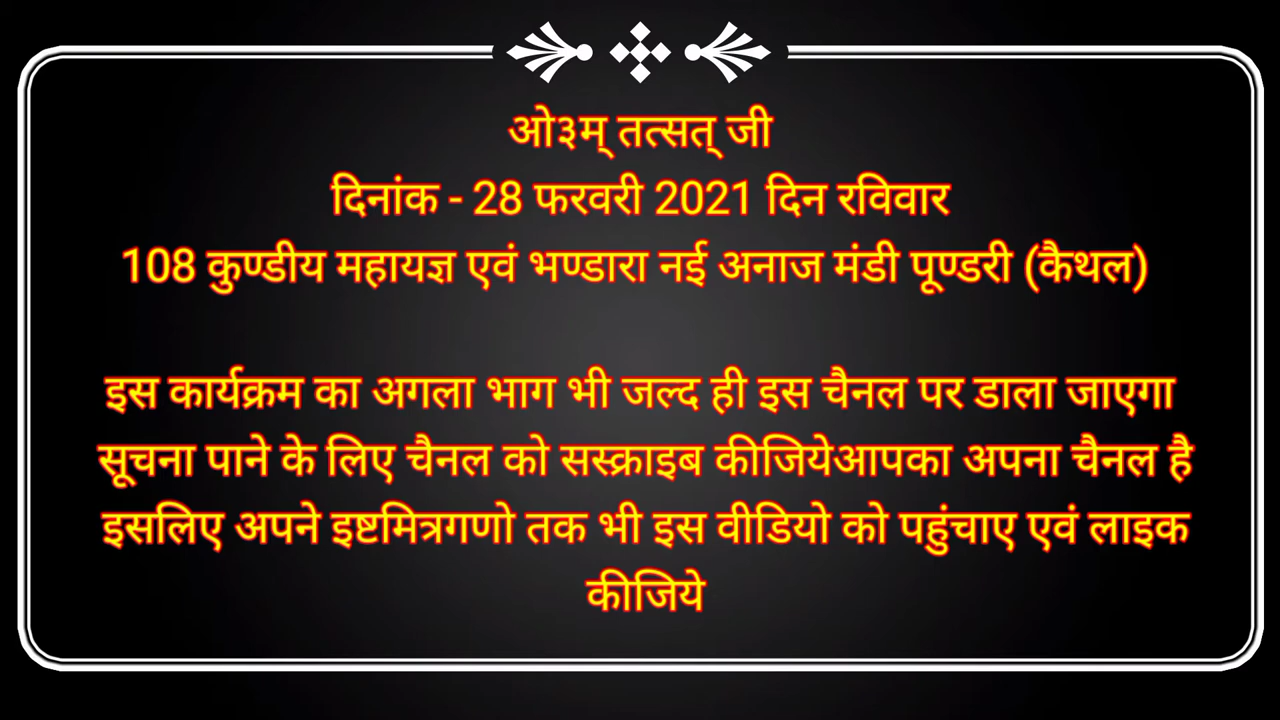 ओ३म् तत्सत् जी
दिनांक - 28 फरवरी 2021 दिन रविवार
108 कुण्डीय महायज्ञ एवं भण्डारा नई अनाज मंडी पूण्डरी (कैथल)
इस कार्यक्रम का अगला भाग भी जल्द ही इस चैनल पर डाला जाएगा
सूचना पाने के लिए चैनल को सस्क्राइब कीजियेआपका अपना चैनल है
इसलिए अपने इष्टमित्रगणो तक भी इस वीडियो को पहुंचाए एवं लाइक
कीजिये